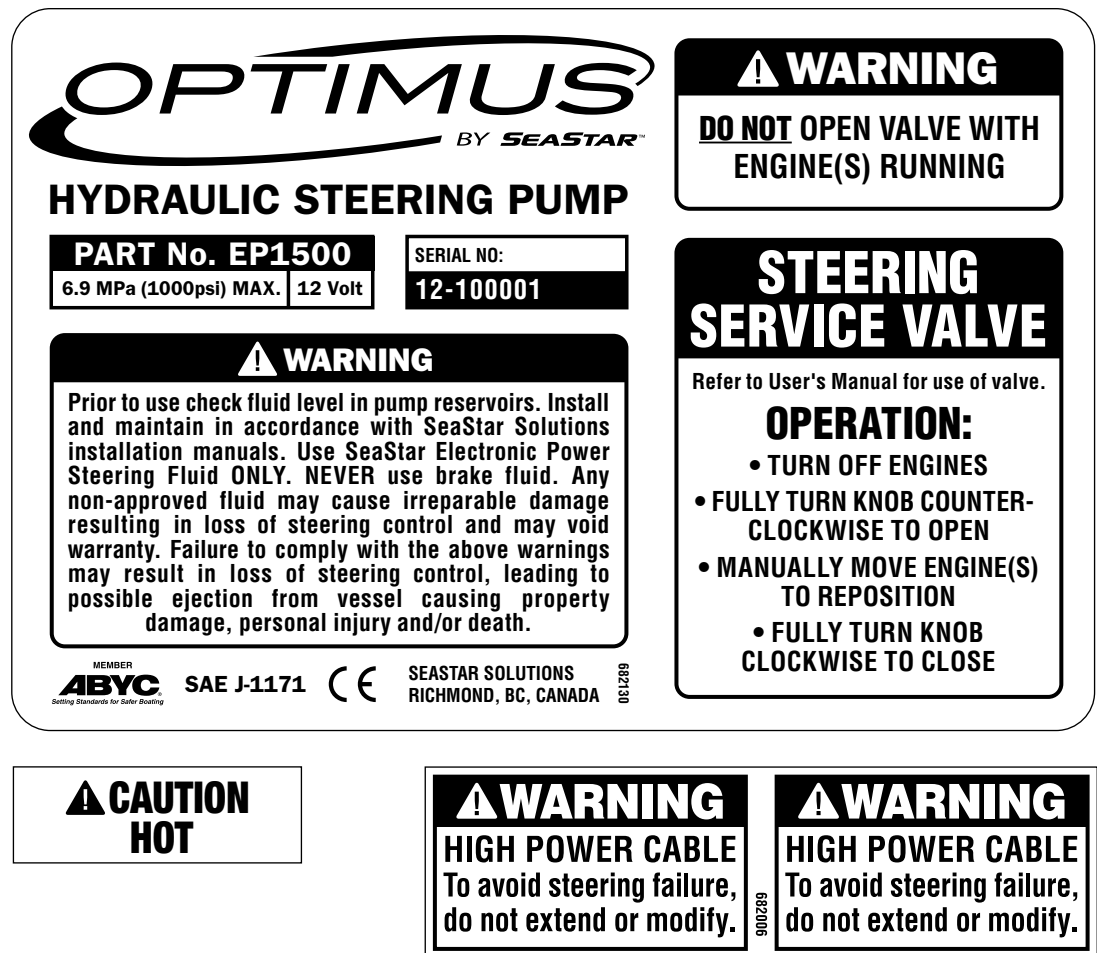 OPTIMUS
BY SEASTAR™
HYDRAULIC STEERING PUMP
PART No. EP1500
6.9 MPa (1000psi) MAX. 12 Volt
SERIAL NO:
12-100001
⚠ WARNING
Prior to use check fluid level in pump reservoirs. Install
and maintain in accordance with SeaStar Solutions
installation manuals. Use SeaStar Electronic Power
Steering Fluid ONLY. NEVER use brake fluid. Any
non-approved fluid may cause irreparable damage
resulting in loss of steering control and may void
warranty. Failure to comply with the above warnings
may result in loss of steering control, leading to
possible ejection from vessel causing property
damage, personal injury and/or death.
MEMBER
ABYC®
Setting Standards for Safer Boating
SAE J-1171
CE
SEASTAR SOLUTIONS
RICHMOND, BC, CANADA
682130
⚠ WARNING
DO NOT OPEN VALVE WITH
ENGINE(S) RUNNING
STEERING
SERVICE VALVE
Refer to User's Manual for use of valve.
OPERATION:
• TURN OFF ENGINES
• FULLY TURN KNOB COUNTER-
CLOCKWISE TO OPEN
• MANUALLY MOVE ENGINE(S)
TO REPOSITION
• FULLY TURN KNOB
CLOCKWISE TO CLOSE
⚠ CAUTION
HOT
⚠ WARNING
HIGH POWER CABLE
To avoid steering failure,
do not extend or modify.
682006
⚠ WARNING
HIGH POWER CABLE
To avoid steering failure,
do not extend or modify.